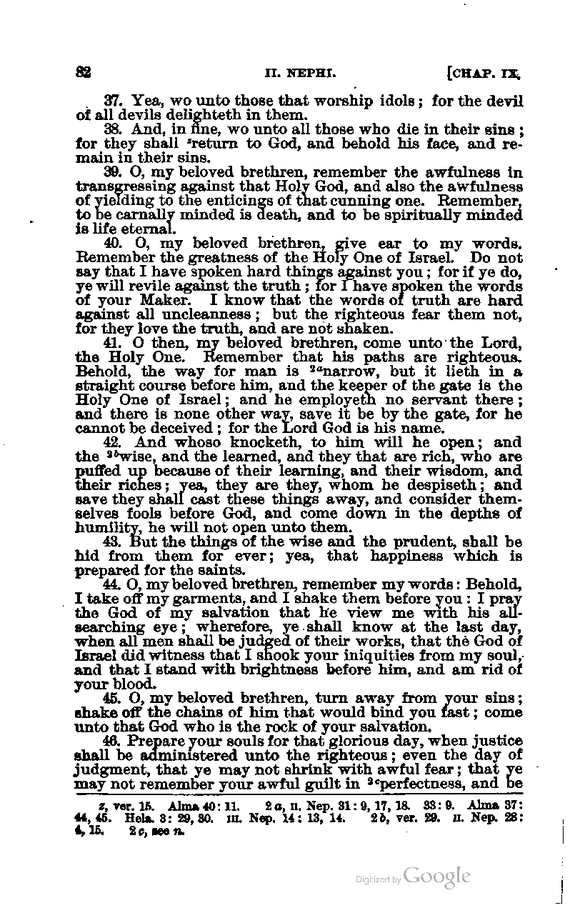 82 II. NEPHI. [CHAP. IX.
37. Yea, wo unto those that worship idols; for the devil
of all devils delighteth in them.
38. And, in fine, wo unto all those who die in their sins;
for they shall ᶻreturn to God, and behold his face, and re-
main in their sins.
39. O, my beloved brethren, remember the awfulness in
transgressing against that Holy God, and also the awfulness
of yielding to the enticings of that cunning one. Remember,
to be carnally minded is death, and to be spiritually minded
is life eternal.
40. O, my beloved brethren, give ear to my words.
Remember the greatness of the Holy One of Israel. Do not
say that I have spoken hard things against you; for if ye do,
ye will revile against the truth; for I have spoken the words
of your Maker. I know that the words of truth are hard
against all uncleanness; but the righteous fear them not,
for they love the truth, and are not shaken.
41. O then, my beloved brethren, come unto the Lord,
the Holy One. Remember that his paths are righteous.
Behold, the way for man is ²ᵃnarrow, but it lieth in a
straight course before him, and the keeper of the gate is the
Holy One of Israel; and he employeth no servant there;
and there is none other way, save it be by the gate, for he
cannot be deceived; for the Lord God is his name.
42. And whoso knocketh, to him will he open; and
the ²ᵇwise, and the learned, and they that are rich, who are
puffed up because of their learning, and their wisdom, and
their riches; yea, they are they, whom he despiseth; and
save they shall cast these things away, and consider them-
selves fools before God, and come down in the depths of
humility, he will not open unto them.
43. But the things of the wise and the prudent, shall be
hid from them for ever; yea, that happiness which is
prepared for the saints.
44. O, my beloved brethren, remember my words: Behold,
I take off my garments, and I shake them before you: I pray
the God of my salvation that he view me with his all-
searching eye; wherefore, ye shall know at the last day,
when all men shall be judged of their works, that the God of
Israel did witness that I shook your iniquities from my soul,
and that I stand with brightness before him, and am rid of
your blood.
45. O, my beloved brethren, turn away from your sins;
shake off the chains of him that would bind you fast; come
unto that God who is the rock of your salvation.
46. Prepare your souls for that glorious day, when justice
shall be administered unto the righteous; even the day of
judgment, that ye may not shrink with awful fear; that ye
may not remember your awful guilt in ²ᶜperfectness, and be
z, ver. 15. Alma 40: 11. 2a, II. Nep. 31: 9, 17, 18. 33: 9. Alma 37:
44, 45. Hela. 3: 29, 30. III. Nep. 14: 13, 14. 2b, ver. 29. II. Nep. 28:
4, 15. 2c, see n.
Digitized by Google